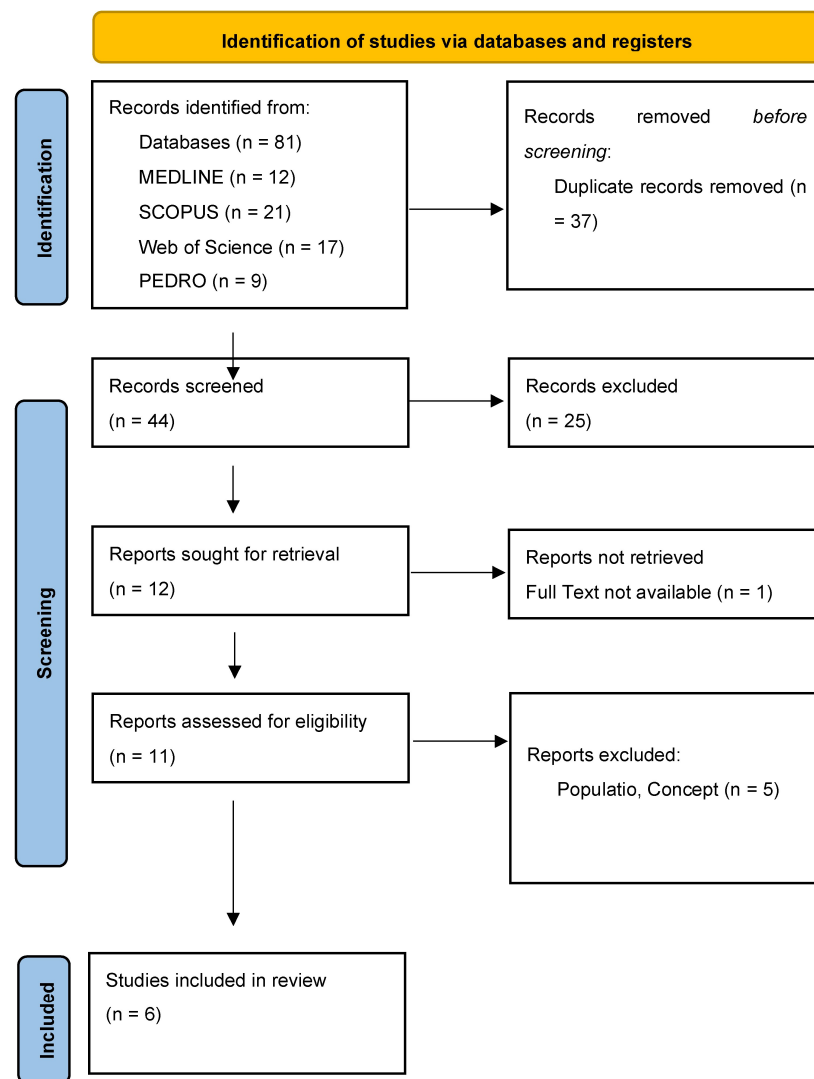 Identification of studies via databases and registers
Identification
Records identified from:
Databases (n = 81)
MEDLINE (n = 12)
SCOPUS (n = 21)
Web of Science (n = 17)
PEDRO (n = 9)
Records removed before
screening:
Duplicate records removed (n
= 37)
Screening
Records screened
(n = 44)
Records excluded
(n = 25)
Reports sought for retrieval
(n = 12)
Reports not retrieved
Full Text not available (n = 1)
Reports assessed for eligibility
(n = 11)
Reports excluded:
Populatio, Concept (n = 5)
Included
Studies included in review
(n = 6)